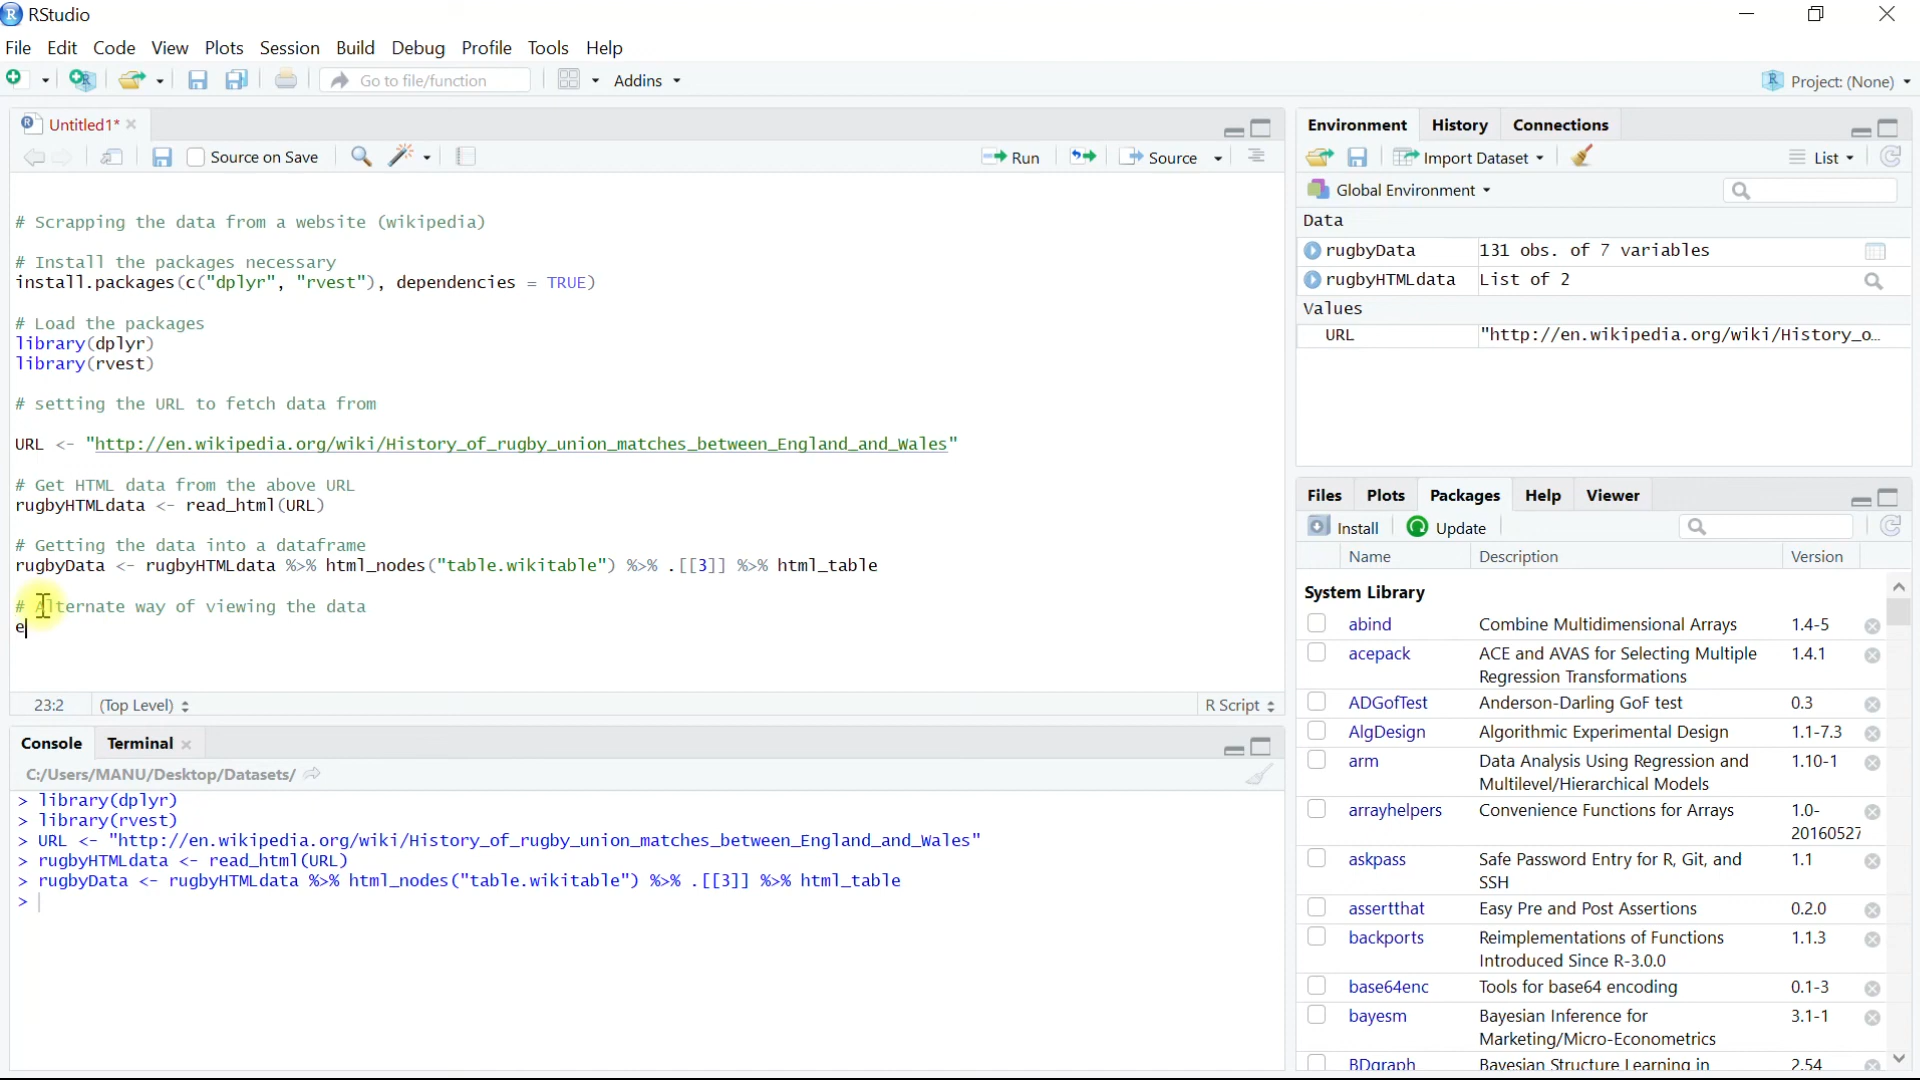 RStudio
File Edit Code View Plots Session Build Debug Profile Tools Help
Go to file/function Addins Project: (None)
Untitled1*
Source on Save Run Source
# Scrapping the data from a website (wikipedia)
# Install the packages necessary
install.packages(c("dplyr", "rvest"), dependencies = TRUE)
# Load the packages
library(dplyr)
library(rvest)
# setting the URL to fetch data from
URL <- "http://en.wikipedia.org/wiki/History_of_rugby_union_matches_between_England_and_Wales"
# Get HTML data from the above URL
rugbyHTMLdata <- read_html(URL)
# Getting the data into a dataframe
rugbyData <- rugbyHTMLdata %>% html_nodes("table.wikitable") %>% .[[3]] %>% html_table
# Alternate way of viewing the data
e
23:2 (Top Level) R Script
Console Terminal
C:/Users/MANU/Desktop/Datasets/
> library(dplyr)
> library(rvest)
> URL <- "http://en.wikipedia.org/wiki/History_of_rugby_union_matches_between_England_and_Wales"
> rugbyHTMLdata <- read_html(URL)
> rugbyData <- rugbyHTMLdata %>% html_nodes("table.wikitable") %>% .[[3]] %>% html_table
>
Environment History Connections
Import Dataset List
Global Environment
Data
rugbyData 131 obs. of 7 variables
rugbyHTMLdata List of 2
Values
URL "http://en.wikipedia.org/wiki/History_o…
Files Plots Packages Help Viewer
Install Update
Name Description Version
System Library
abind Combine Multidimensional Arrays 1.4-5
acepack ACE and AVAS for Selecting Multiple 1.4.1
Regression Transformations
ADGofTest Anderson-Darling GoF test 0.3
AlgDesign Algorithmic Experimental Design 1.1-7.3
arm Data Analysis Using Regression and 1.10-1
Multilevel/Hierarchical Models
arrayhelpers Convenience Functions for Arrays 1.0-
20160527
askpass Safe Password Entry for R, Git, and 1.1
SSH
assertthat Easy Pre and Post Assertions 0.2.0
backports Reimplementations of Functions 1.1.3
Introduced Since R-3.0.0
base64enc Tools for base64 encoding 0.1-3
bayesm Bayesian Inference for 3.1-1
Marketing/Micro-Econometrics
BDgraph Bayesian Structure Learning in 2.54